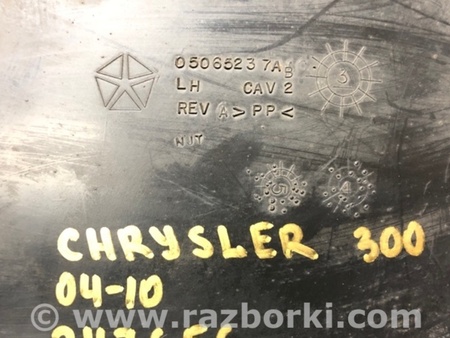 05065237AB
LH CAV 2
REV A >PP<
CHRYSLER 300
04-10
© www.razborki.com